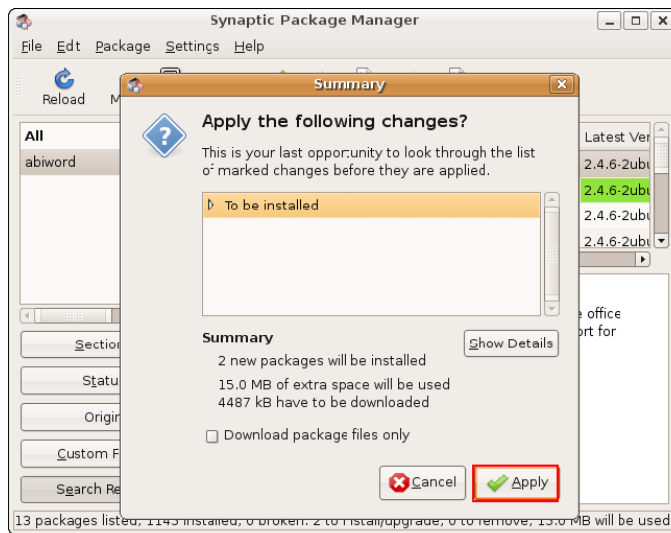 Synaptic Package Manager
File Edt Package Settings Help
Reload
Summary
All
abiword
Apply the following changes?
This is your last opportunity to look through the list
of marked changes before they are applied.
To be installed
Latest Ver
2.4.6-2ubu
2.4.6-2ubu
2.4.6-2ubu
2.4.6-2ubu
office
ort for
Summary
Show Details
2 new packages will be installed
15.0 MB of extra space will be used
4487 kB have to be downloaded
Download package files only
Section
Statu
Origin
Custom F
Search Re
Cancel
Apply
13 packages listed, 1143 installed, 0 broken. 2 to install/upgrade, 0 to remove; 15.0 MB will be used